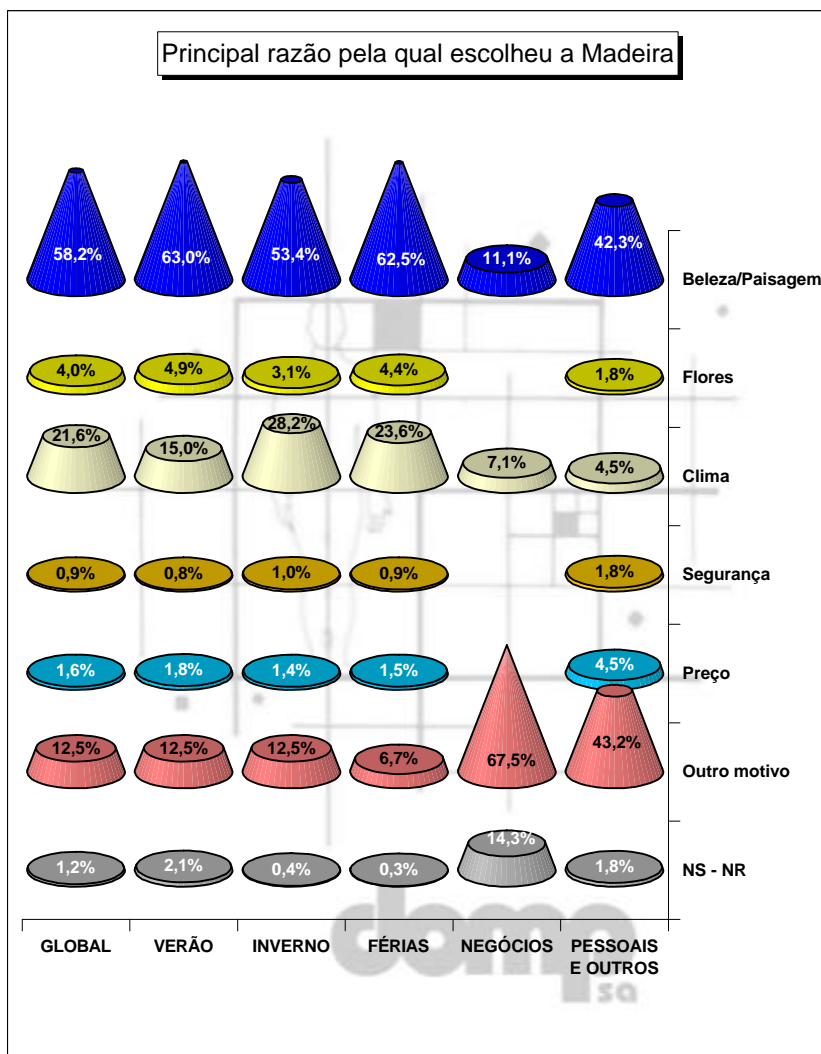 Principal razão pela qual escolheu a Madeira
58,2% 63,0% 53,4% 62,5% 11,1% 42,3%
Beleza/Paisagem
4,0% 4,9% 3,1% 4,4% 1,8%
Flores
21,6% 15,0% 28,2% 23,6% 7,1% 4,5%
Clima
0,9% 0,8% 1,0% 0,9% 1,8%
Segurança
1,6% 1,8% 1,4% 1,5% 4,5%
Preço
12,5% 12,5% 12,5% 6,7% 67,5% 43,2%
Outro motivo
1,2% 2,1% 0,4% 0,3% 14,3% 1,8%
NS - NR
GLOBAL VERÃO INVERNO FÉRIAS NEGÓCIOS PESSOAIS
E OUTROS
domp
sa